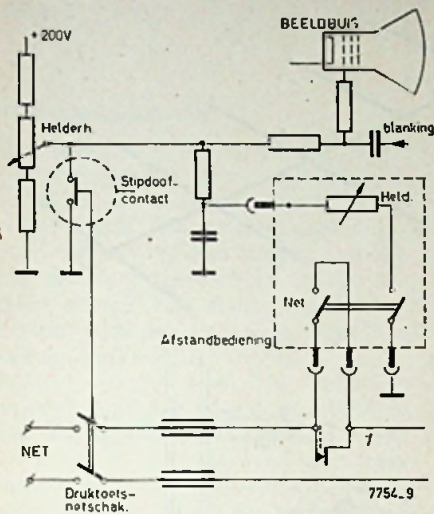 + 200V
BEELDBUIS
Helderh.
blanking
Stipdoof-
contact
Held.
Net
Afstandbediening
NET
1
Druktoets-
netschak.
7754_9